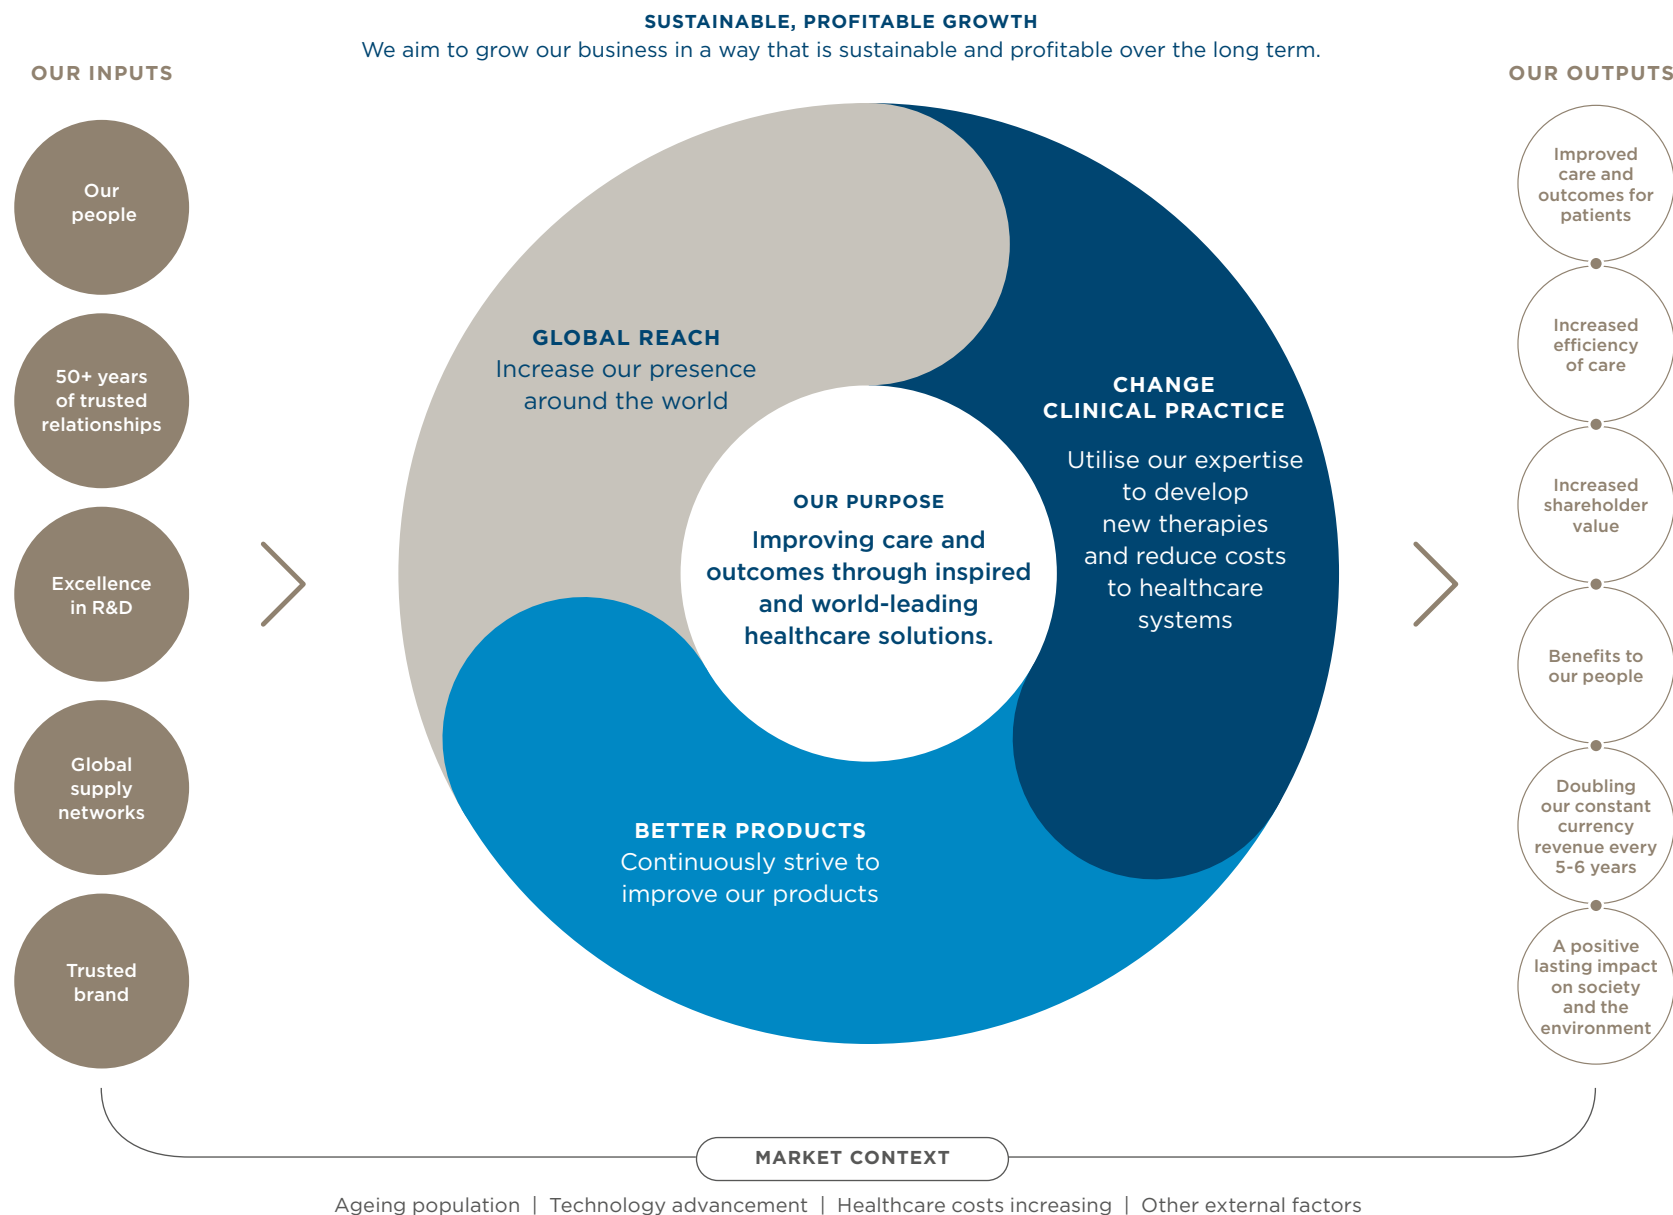 SUSTAINABLE, PROFITABLE GROWTH
We aim to grow our business in a way that is sustainable and profitable over the long term.
OUR INPUTS
Our
people
50+ years
of trusted
relationships
Excellence
in R&D
Global
supply
networks
Trusted
brand
GLOBAL REACH
Increase our presence
around the world
CHANGE
CLINICAL PRACTICE
Utilise our expertise
to develop
new therapies
and reduce costs
to healthcare
systems
OUR PURPOSE
Improving care and
outcomes through inspired
and world-leading
healthcare solutions.
BETTER PRODUCTS
Continuously strive to
improve our products
OUR OUTPUTS
Improved
care and
outcomes for
patients
Increased
efficiency
of care
Increased
shareholder
value
Benefits to
our people
Doubling
our constant
currency
revenue every
5-6 years
A positive
lasting impact
on society
and the
environment
MARKET CONTEXT
Ageing population | Technology advancement | Healthcare costs increasing | Other external factors